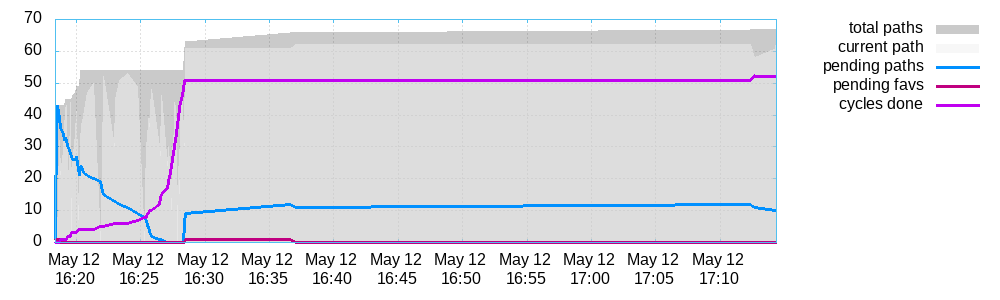 70
60
50
40
30
20
10
0
May 12 May 12 May 12 May 12 May 12 May 12 May 12 May 12 May 12 May 12 May 12
16:20 16:25 16:30 16:35 16:40 16:45 16:50 16:55 17:00 17:05 17:10
total paths
current path
pending paths
pending favs
cycles done